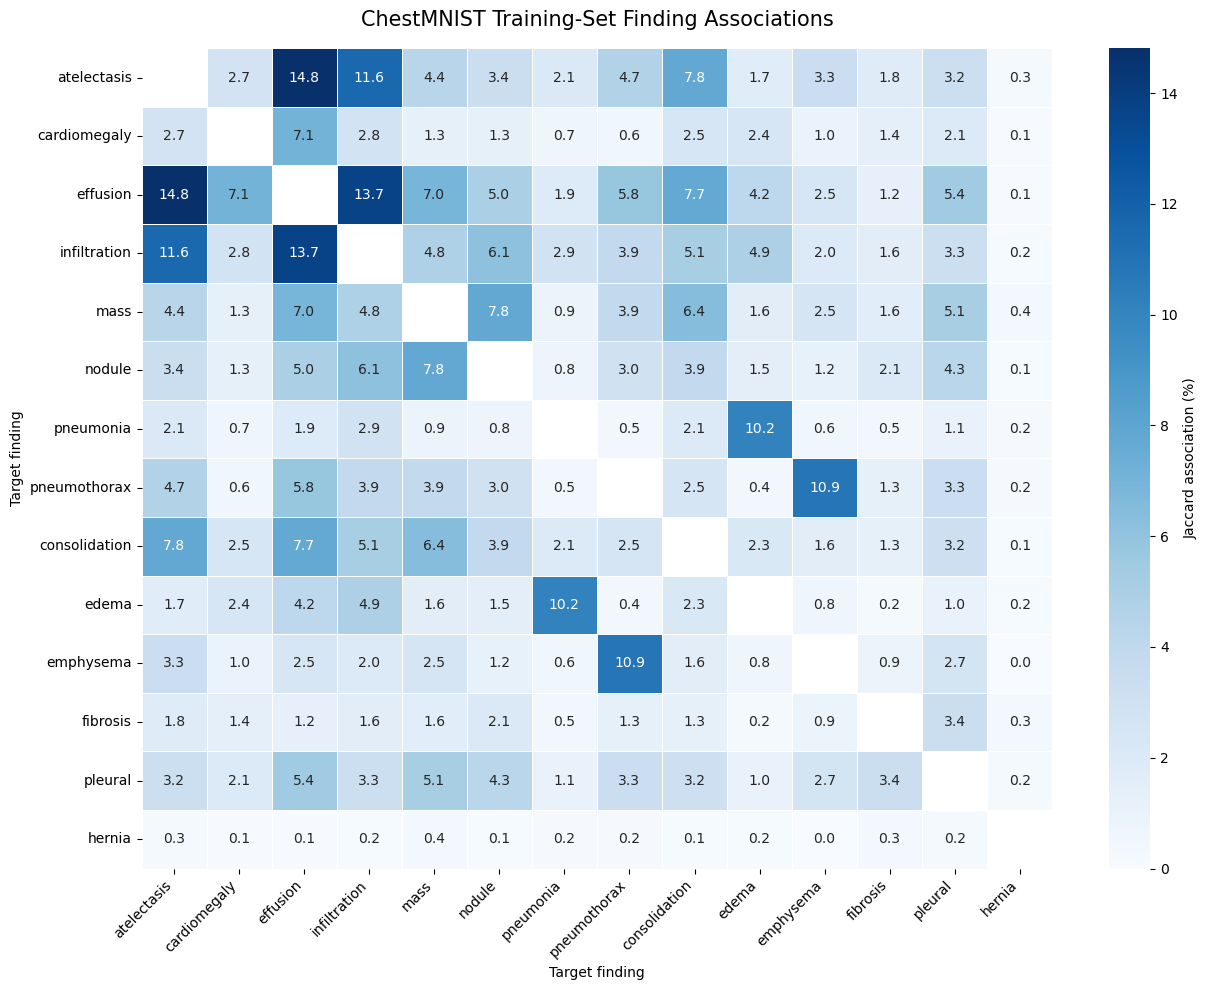 ChestMNIST Training-Set Finding Associations
atelectasis 2.7 14.8 11.6 4.4 3.4 2.1 4.7 7.8 1.7 3.3 1.8 3.2 0.3
cardiomegaly 2.7 7.1 2.8 1.3 1.3 0.7 0.6 2.5 2.4 1.0 1.4 2.1 0.1
effusion 14.8 7.1 13.7 7.0 5.0 1.9 5.8 7.7 4.2 2.5 1.2 5.4 0.1
infiltration 11.6 2.8 13.7 4.8 6.1 2.9 3.9 5.1 4.9 2.0 1.6 3.3 0.2
mass 4.4 1.3 7.0 4.8 7.8 0.9 3.9 6.4 1.6 2.5 1.6 5.1 0.4
nodule 3.4 1.3 5.0 6.1 7.8 0.8 3.0 3.9 1.5 1.2 2.1 4.3 0.1
pneumonia 2.1 0.7 1.9 2.9 0.9 0.8 0.5 2.1 10.2 0.6 0.5 1.1 0.2
pneumothorax 4.7 0.6 5.8 3.9 3.9 3.0 0.5 2.5 0.4 10.9 1.3 3.3 0.2
consolidation 7.8 2.5 7.7 5.1 6.4 3.9 2.1 2.5 2.3 1.6 1.3 3.2 0.1
edema 1.7 2.4 4.2 4.9 1.6 1.5 10.2 0.4 2.3 0.8 0.2 1.0 0.2
emphysema 3.3 1.0 2.5 2.0 2.5 1.2 0.6 10.9 1.6 0.8 0.9 2.7 0.0
fibrosis 1.8 1.4 1.2 1.6 1.6 2.1 0.5 1.3 1.3 0.2 0.9 3.4 0.3
pleural 3.2 2.1 5.4 3.3 5.1 4.3 1.1 3.3 3.2 1.0 2.7 3.4 0.2
hernia 0.3 0.1 0.1 0.2 0.4 0.1 0.2 0.2 0.1 0.2 0.0 0.3 0.2
atelectasis cardiomegaly effusion infiltration mass nodule pneumonia pneumothorax consolidation edema emphysema fibrosis pleural hernia
Target finding
Target finding
14
12
10
8
6
4
2
0
Jaccard association (%)